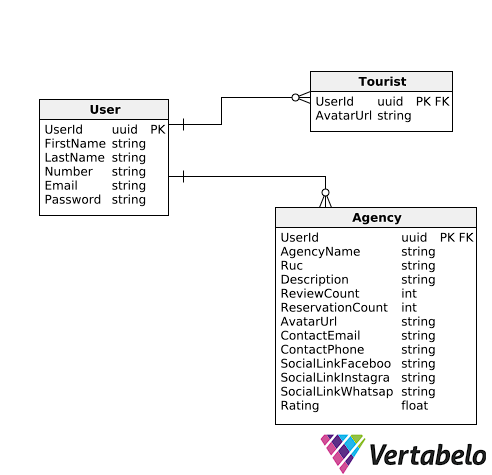 User
UserId uuid PK
FirstName string
LastName string
Number string
Email string
Password string
Tourist
UserId uuid PK FK
AvatarUrl string
Agency
UserId uuid PK FK
AgencyName string
Ruc string
Description string
ReviewCount int
ReservationCount int
AvatarUrl string
ContactEmail string
ContactPhone string
SocialLinkFaceboo string
SocialLinkInstagra string
SocialLinkWhatsap string
Rating float
Vertabelo